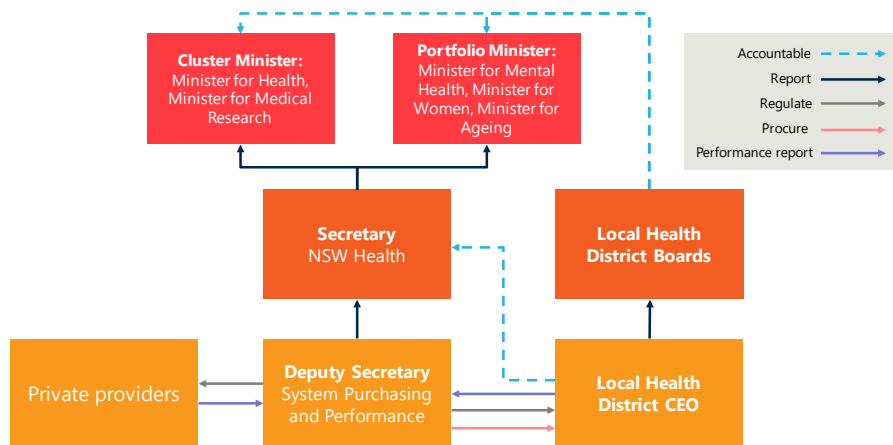 Cluster Minister:
Minister for Health,
Minister for Medical
Research
Portfolio Minister:
Minister for Mental
Health, Minister for
Women, Minister for
Ageing
Accountable
Report
Regulate
Procure
Performance report
Secretary
NSW Health
Local Health
District Boards
Private providers
Deputy Secretary
System Purchasing
and Performance
Local Health
District CEO